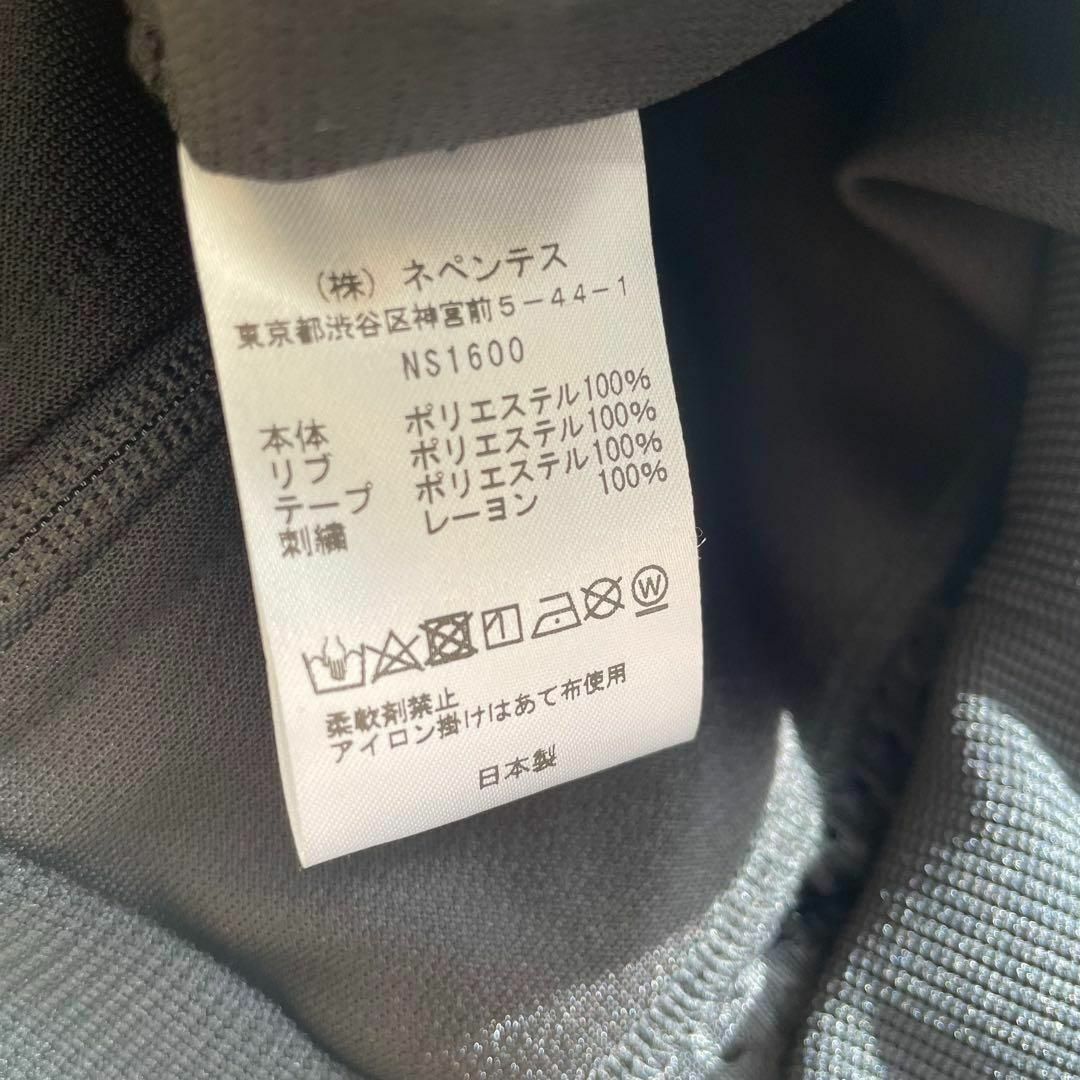 (株) ネペンテス
東京都渋谷区神宮前5-44-1
NS1600
本体 ポリエステル100%
リブ ポリエステル100%
テープ ポリエステル100%
刺繍 レーヨン 100%
W
柔軟剤禁止
アイロン掛けはあて布使用
日本製